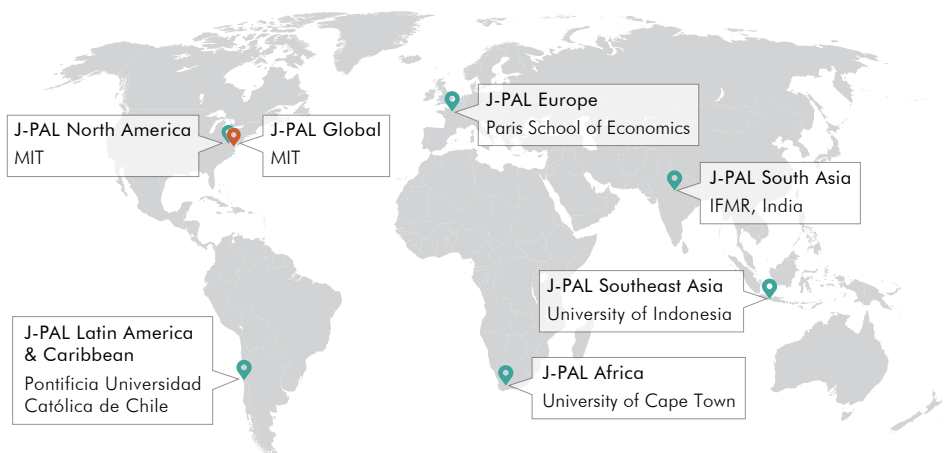 J-PAL North America
MIT
J-PAL Global
MIT
J-PAL Europe
Paris School of Economics
J-PAL South Asia
IFMR, India
J-PAL Southeast Asia
University of Indonesia
J-PAL Latin America
& Caribbean
Pontificia Universidad
Católica de Chile
J-PAL Africa
University of Cape Town